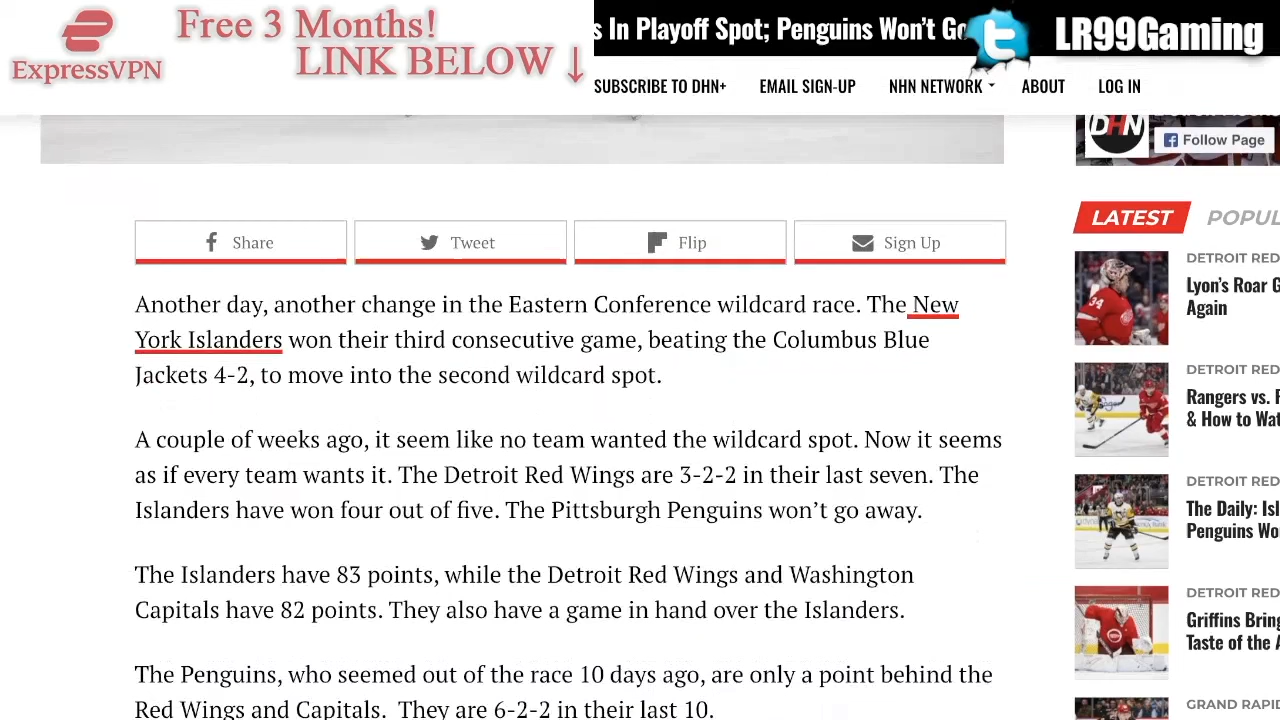 Free 3 Months!
LINK BELOW ↓
ExpressVPN
s In Playoff Spot; Penguins Won't Go
LR99Gaming
SUBSCRIBE TO DHN+
EMAIL SIGN-UP
NHN NETWORK
ABOUT
LOG IN
DHN
Follow Page
Share
Tweet
Flip
Sign Up
Another day, another change in the Eastern Conference wildcard race. The New
York Islanders won their third consecutive game, beating the Columbus Blue
Jackets 4-2, to move into the second wildcard spot.
A couple of weeks ago, it seem like no team wanted the wildcard spot. Now it seems
as if every team wants it. The Detroit Red Wings are 3-2-2 in their last seven. The
Islanders have won four out of five. The Pittsburgh Penguins won't go away.
The Islanders have 83 points, while the Detroit Red Wings and Washington
Capitals have 82 points. They also have a game in hand over the Islanders.
The Penguins, who seemed out of the race 10 days ago, are only a point behind the
Red Wings and Capitals. They are 6-2-2 in their last 10.
LATEST
POPUL
DETROIT RED
Lyon's Roar G
Again
34
DETROIT RED
Rangers vs. F
& How to Wat
DETROIT RED
The Daily: Isl
Penguins Wo
DETROIT RED
Griffins Bring
Taste of the A
GRAND RAPID